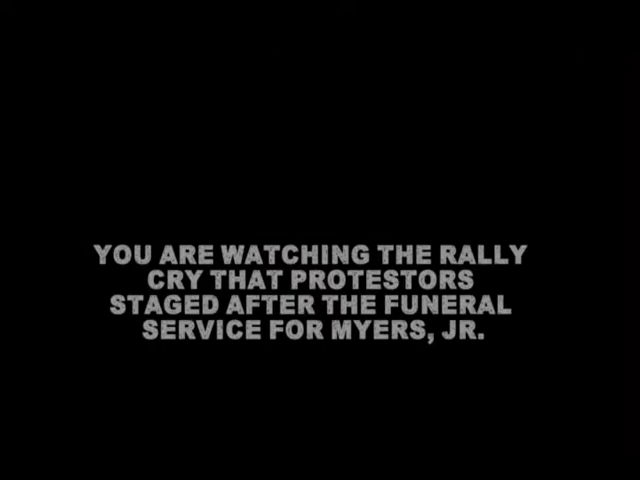 YOU ARE WATCHING THE RALLY
CRY THAT PROTESTORS
STAGED AFTER THE FUNERAL
SERVICE FOR MYERS, JR.